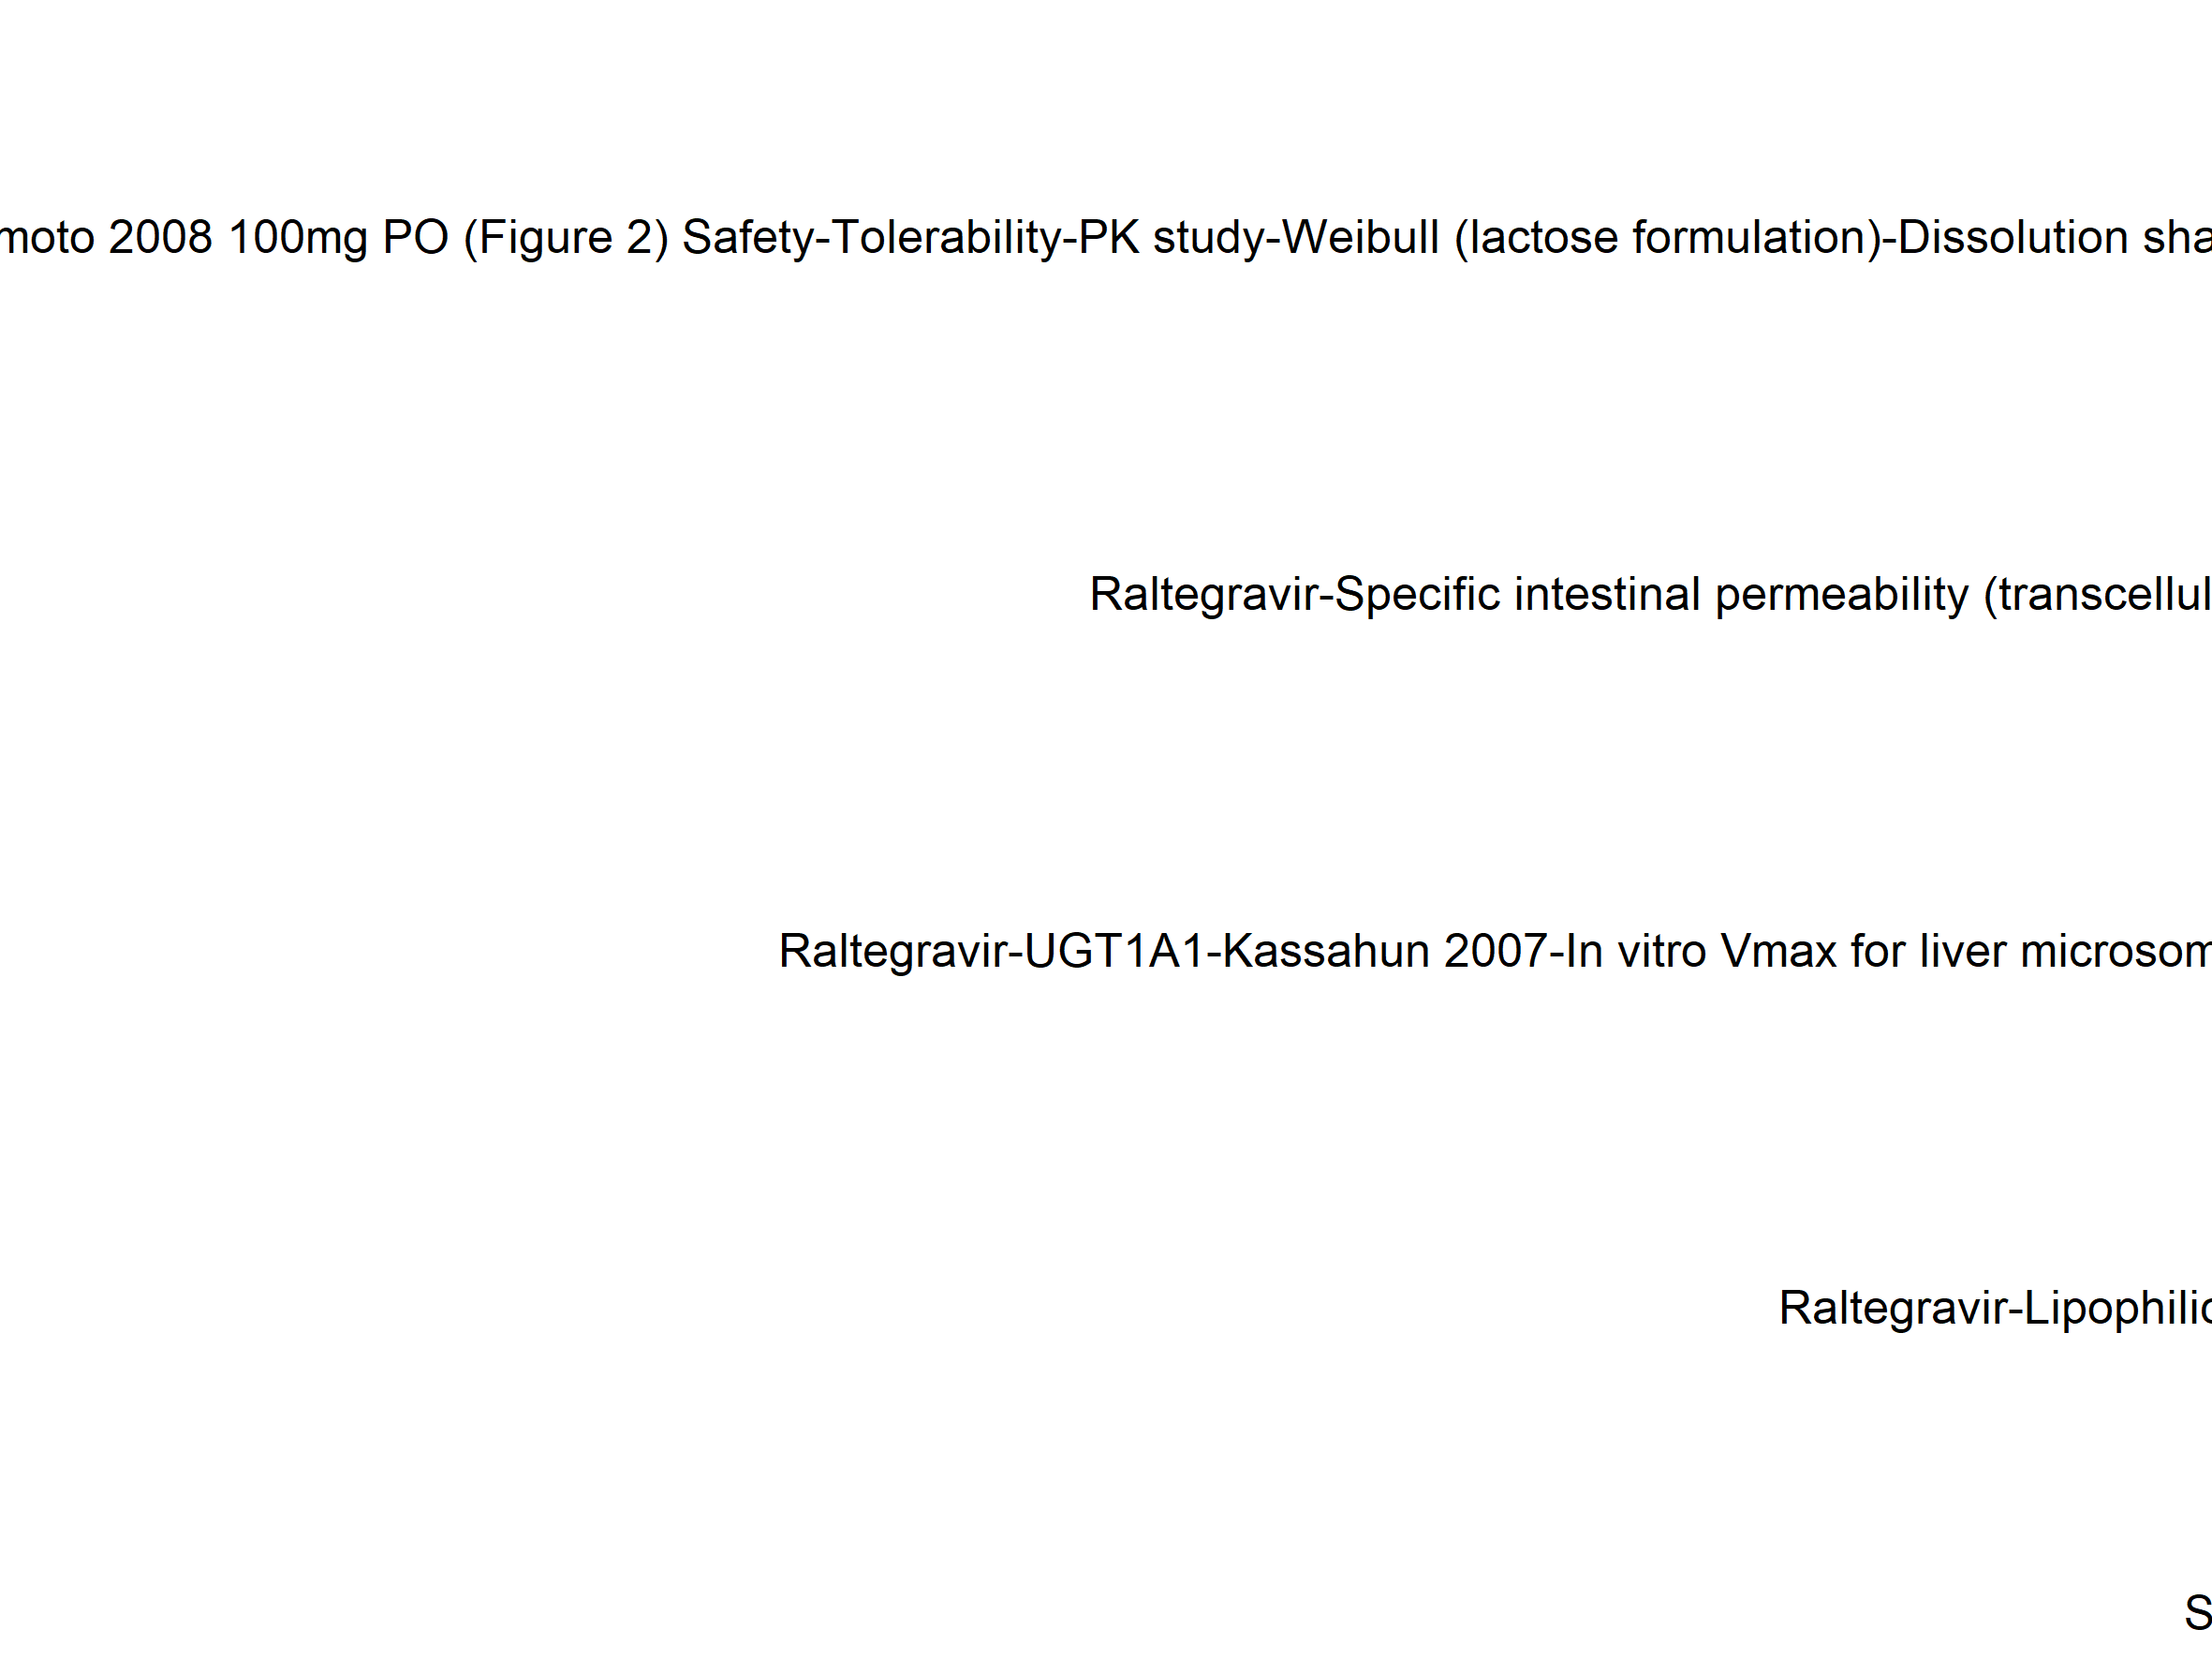 moto 2008 100mg PO (Figure 2) Safety-Tolerability-PK study-Weibull (lactose formulation)-Dissolution sha
Raltegravir-Specific intestinal permeability (transcellul
Raltegravir-UGT1A1-Kassahun 2007-In vitro Vmax for liver microsom
Raltegravir-Lipophilic
S